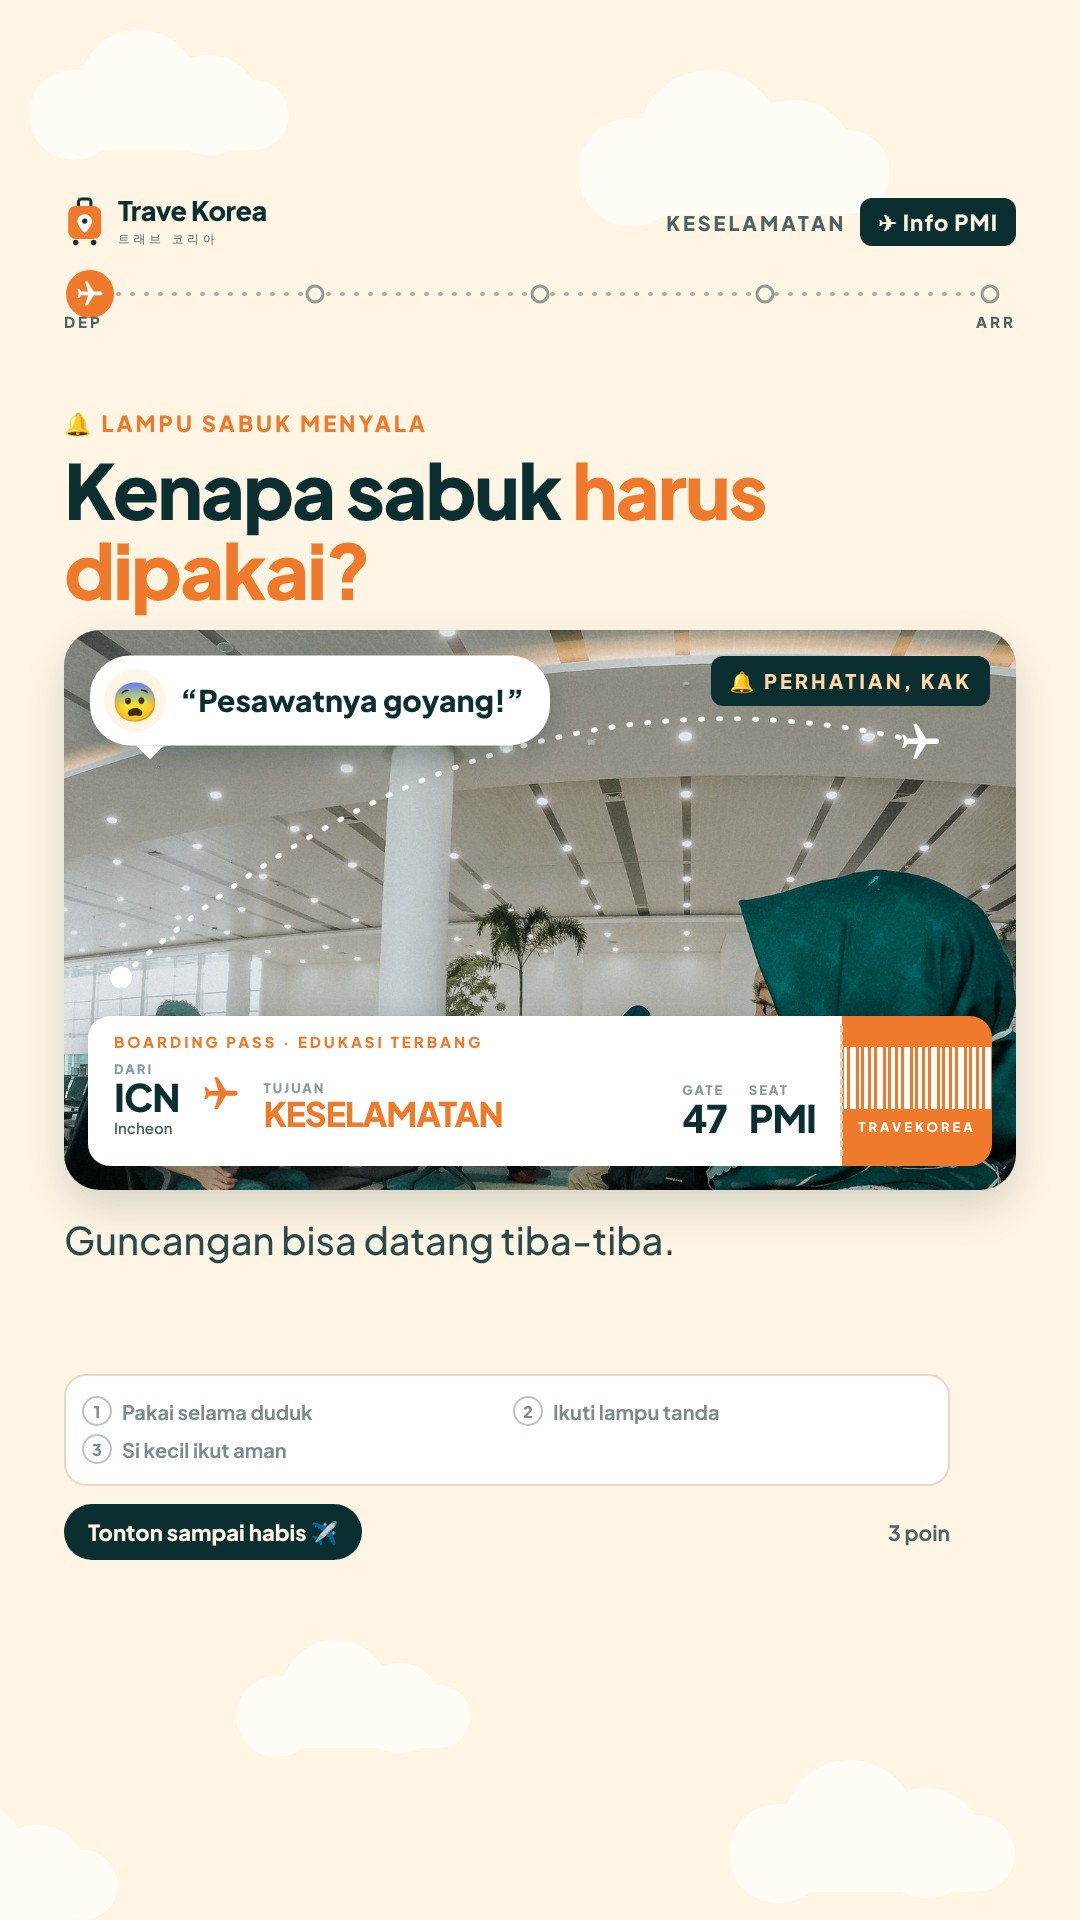 Trave Korea
트래브 코리아
KESELAMATAN
✈ Info PMI
DEP
ARR
🔔 LAMPU SABUK MENYALA
Kenapa sabuk harus
dipakai?
😨 “Pesawatnya goyang!”
🔔 PERHATIAN, KAK
BOARDING PASS · EDUKASI TERBANG
DARI
ICN
Incheon
TUJUAN
KESELAMATAN
GATE
47
SEAT
PMI
TRAVEKOREA
Guncangan bisa datang tiba-tiba.
1 Pakai selama duduk
2 Ikuti lampu tanda
3 Si kecil ikut aman
Tonton sampai habis ✈️
3 poin